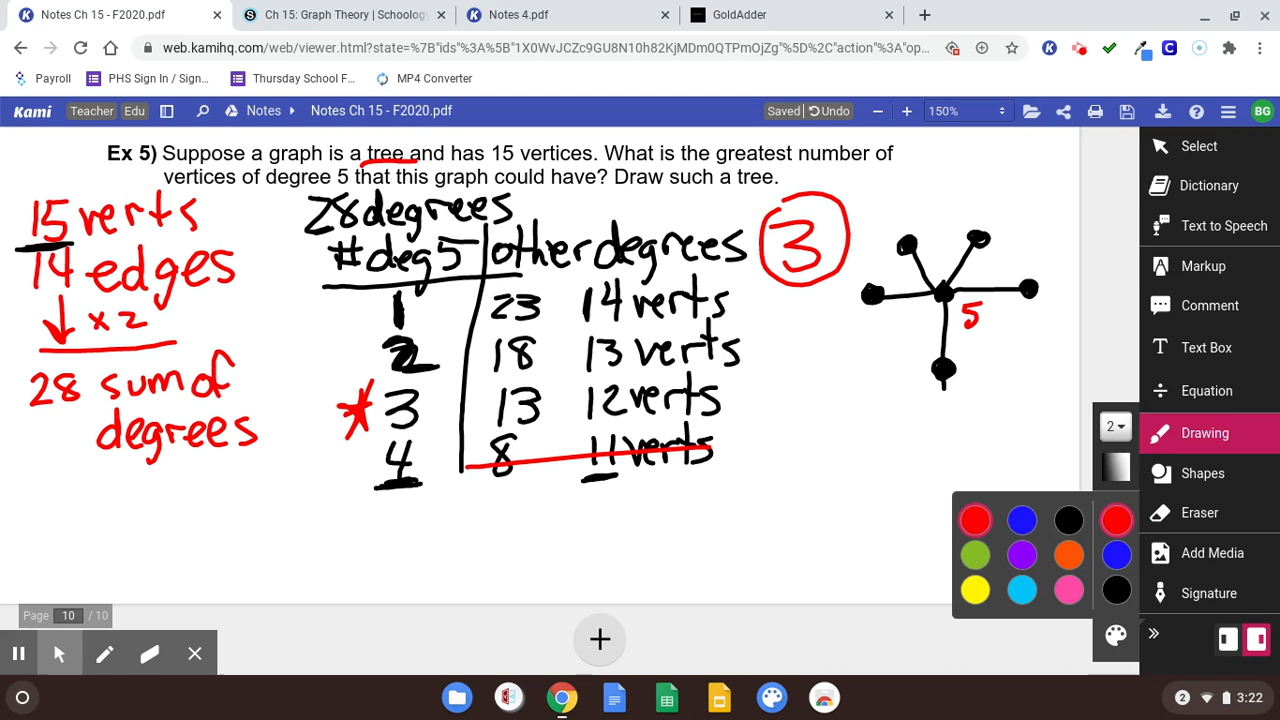 Notes Ch 15 - F2020.pdf
Ch 15: Graph Theory | Schoology
Notes 4.pdf
GoldAdder
web.kamihq.com/web/viewer.html?state=%7B"ids"%3A%5B"1X0WvJCZc9GU8N10h82KjMDm0QTPmOjZg"%5D%2C"action"%3A"op...
Payroll
PHS Sign In / Sign...
Thursday School F...
MP4 Converter
Kami
Teacher
Edu
Notes
Notes Ch 15 - F2020.pdf
Saved
Undo
150%
BG
Ex 5) Suppose a graph is a tree and has 15 vertices. What is the greatest number of
vertices of degree 5 that this graph could have? Draw such a tree.
15 verts
14 edges
x 2
28 sum of
degrees
28 degrees
#deg 5 other degrees
1 23 14 verts
2 18 13 verts
3 13 12 verts
4 8 11 verts
3
5
Select
Dictionary
Text to Speech
Markup
Comment
Text Box
Equation
Drawing
Shapes
Eraser
Add Media
Signature
2
Page 10 / 10
2
3:22